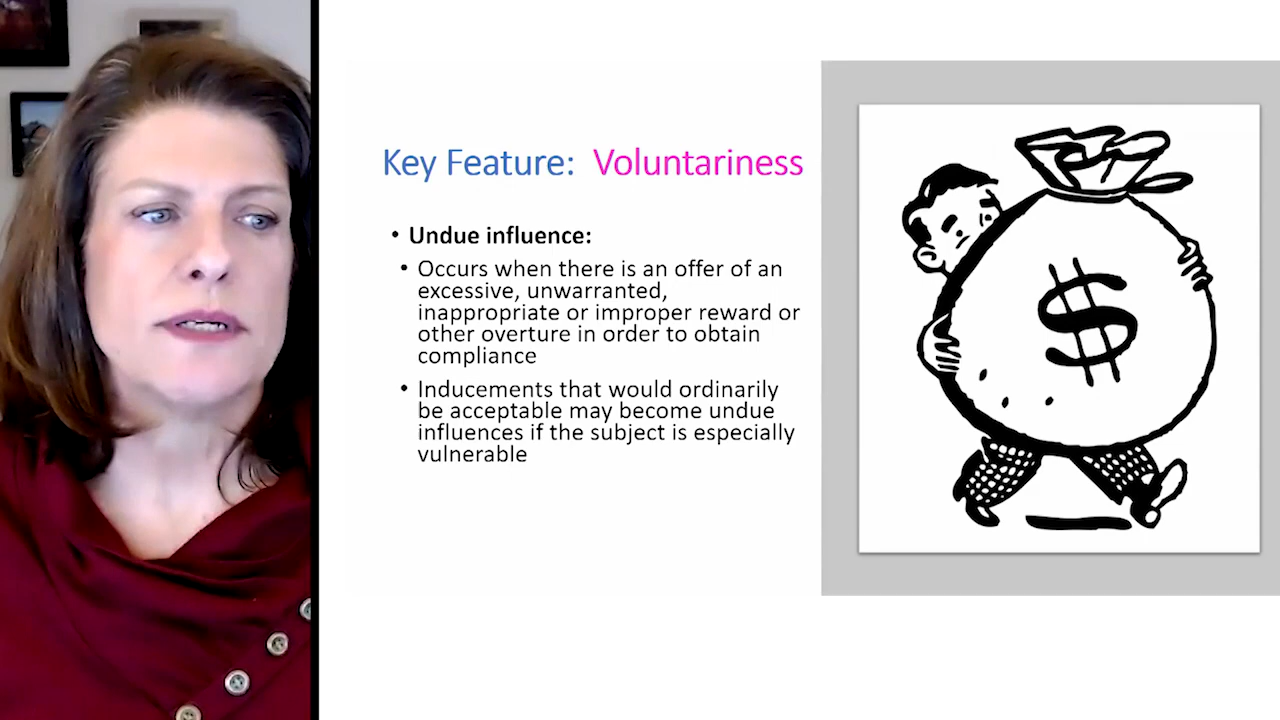 Key Feature: Voluntariness
• Undue influence:
• Occurs when there is an offer of an
excessive, unwarranted,
inappropriate or improper reward or
other overture in order to obtain
compliance
• Inducements that would ordinarily
be acceptable may become undue
influences if the subject is especially
vulnerable
$